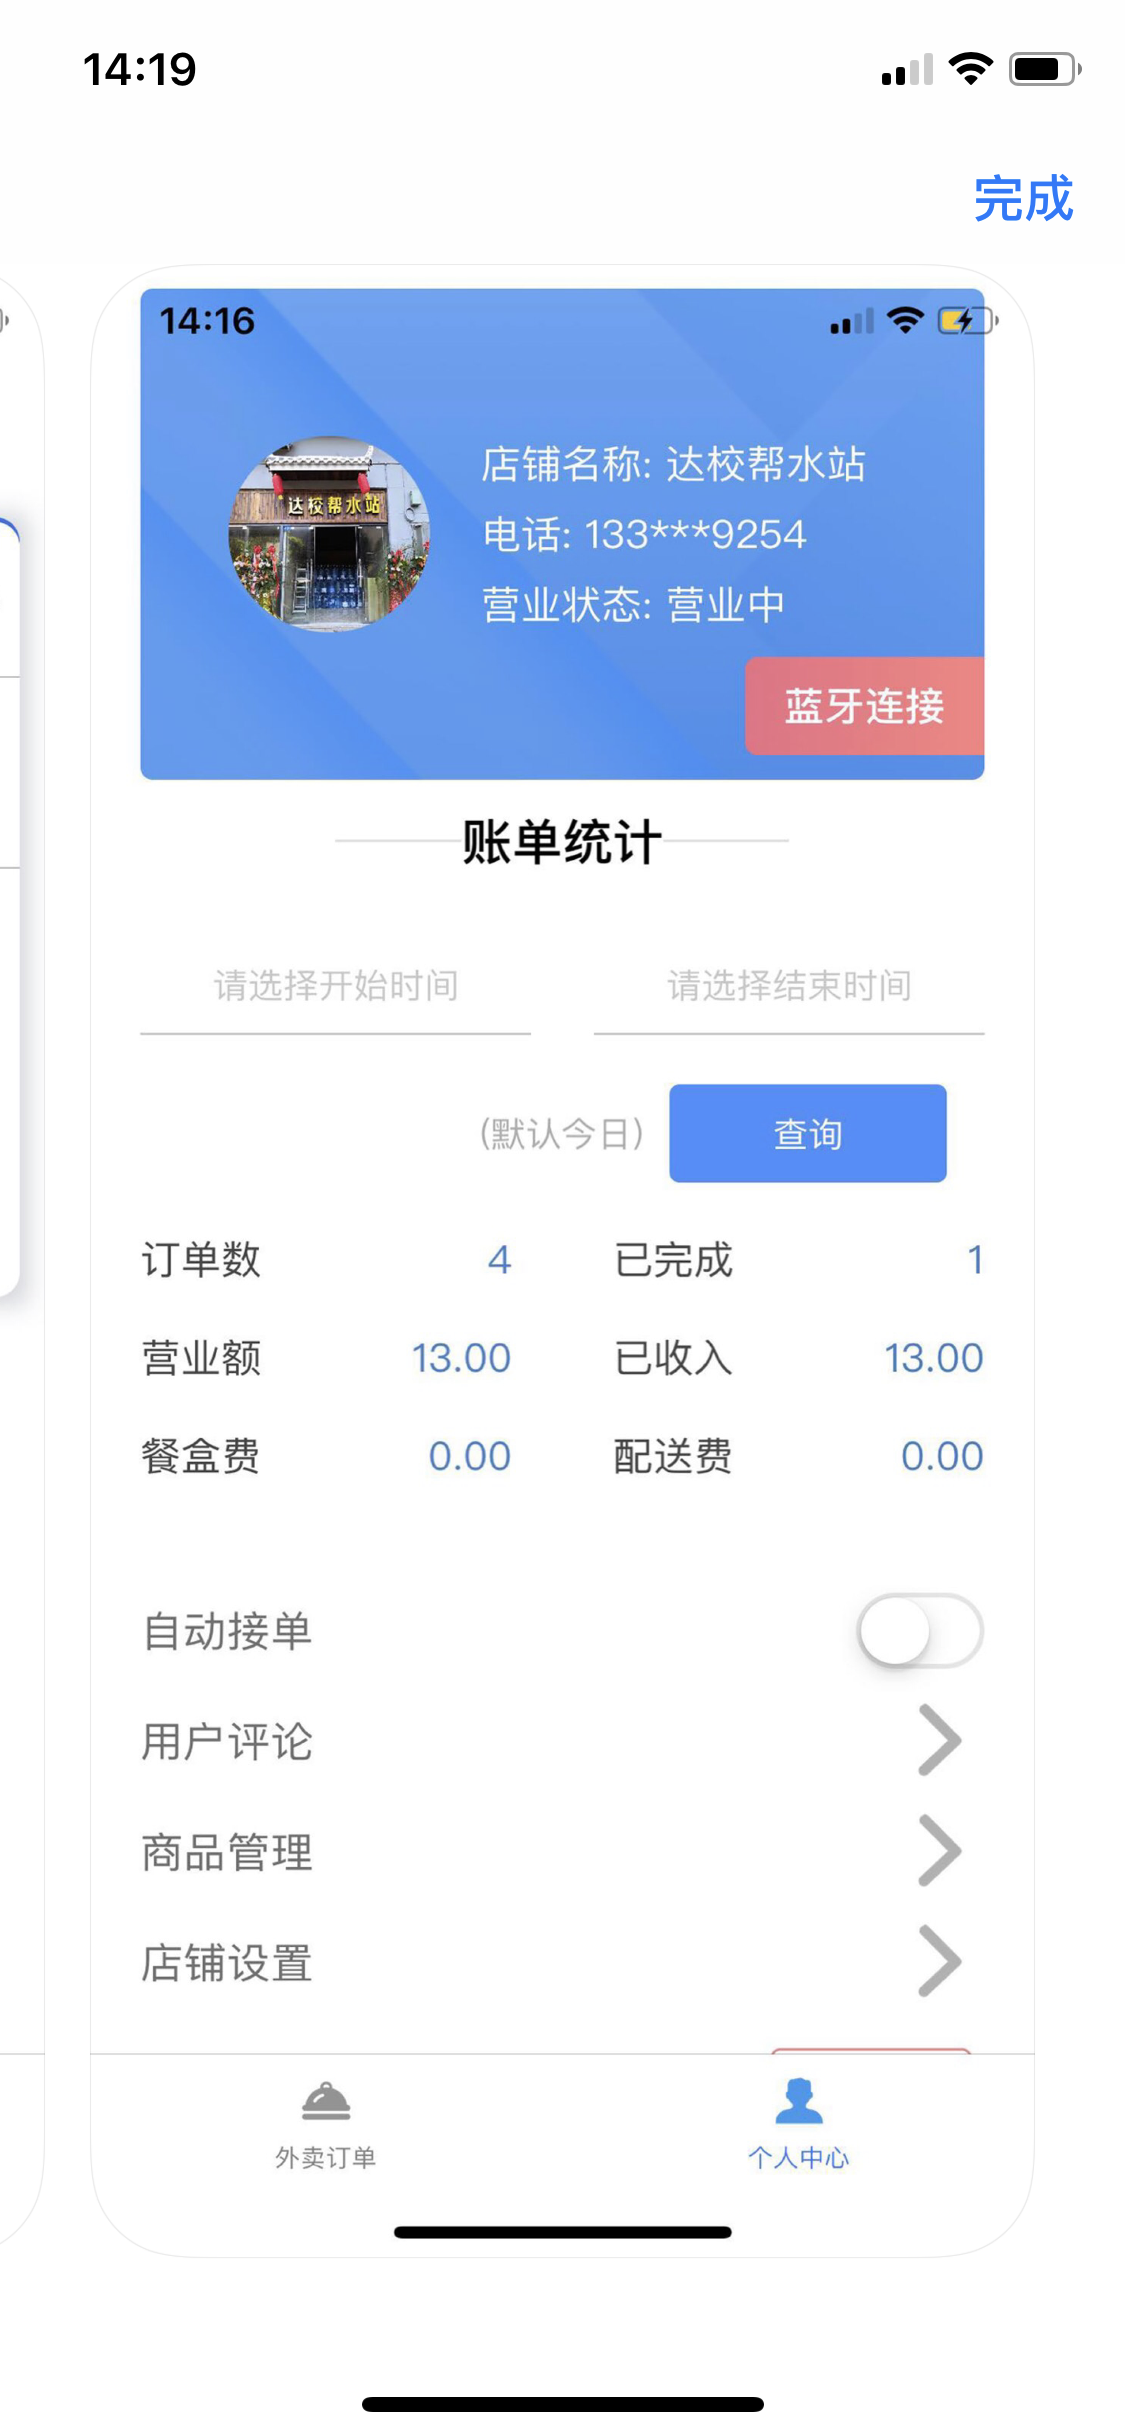 14:19
完成
14:16
达校帮水站
店铺名称: 达校帮水站
电话: 133***9254
营业状态: 营业中
蓝牙连接
账单统计
请选择开始时间 请选择结束时间
(默认今日) 查询
订单数 4 已完成 1
营业额 13.00 已收入 13.00
餐盒费 0.00 配送费 0.00
自动接单
用户评论
商品管理
店铺设置
外卖订单 个人中心